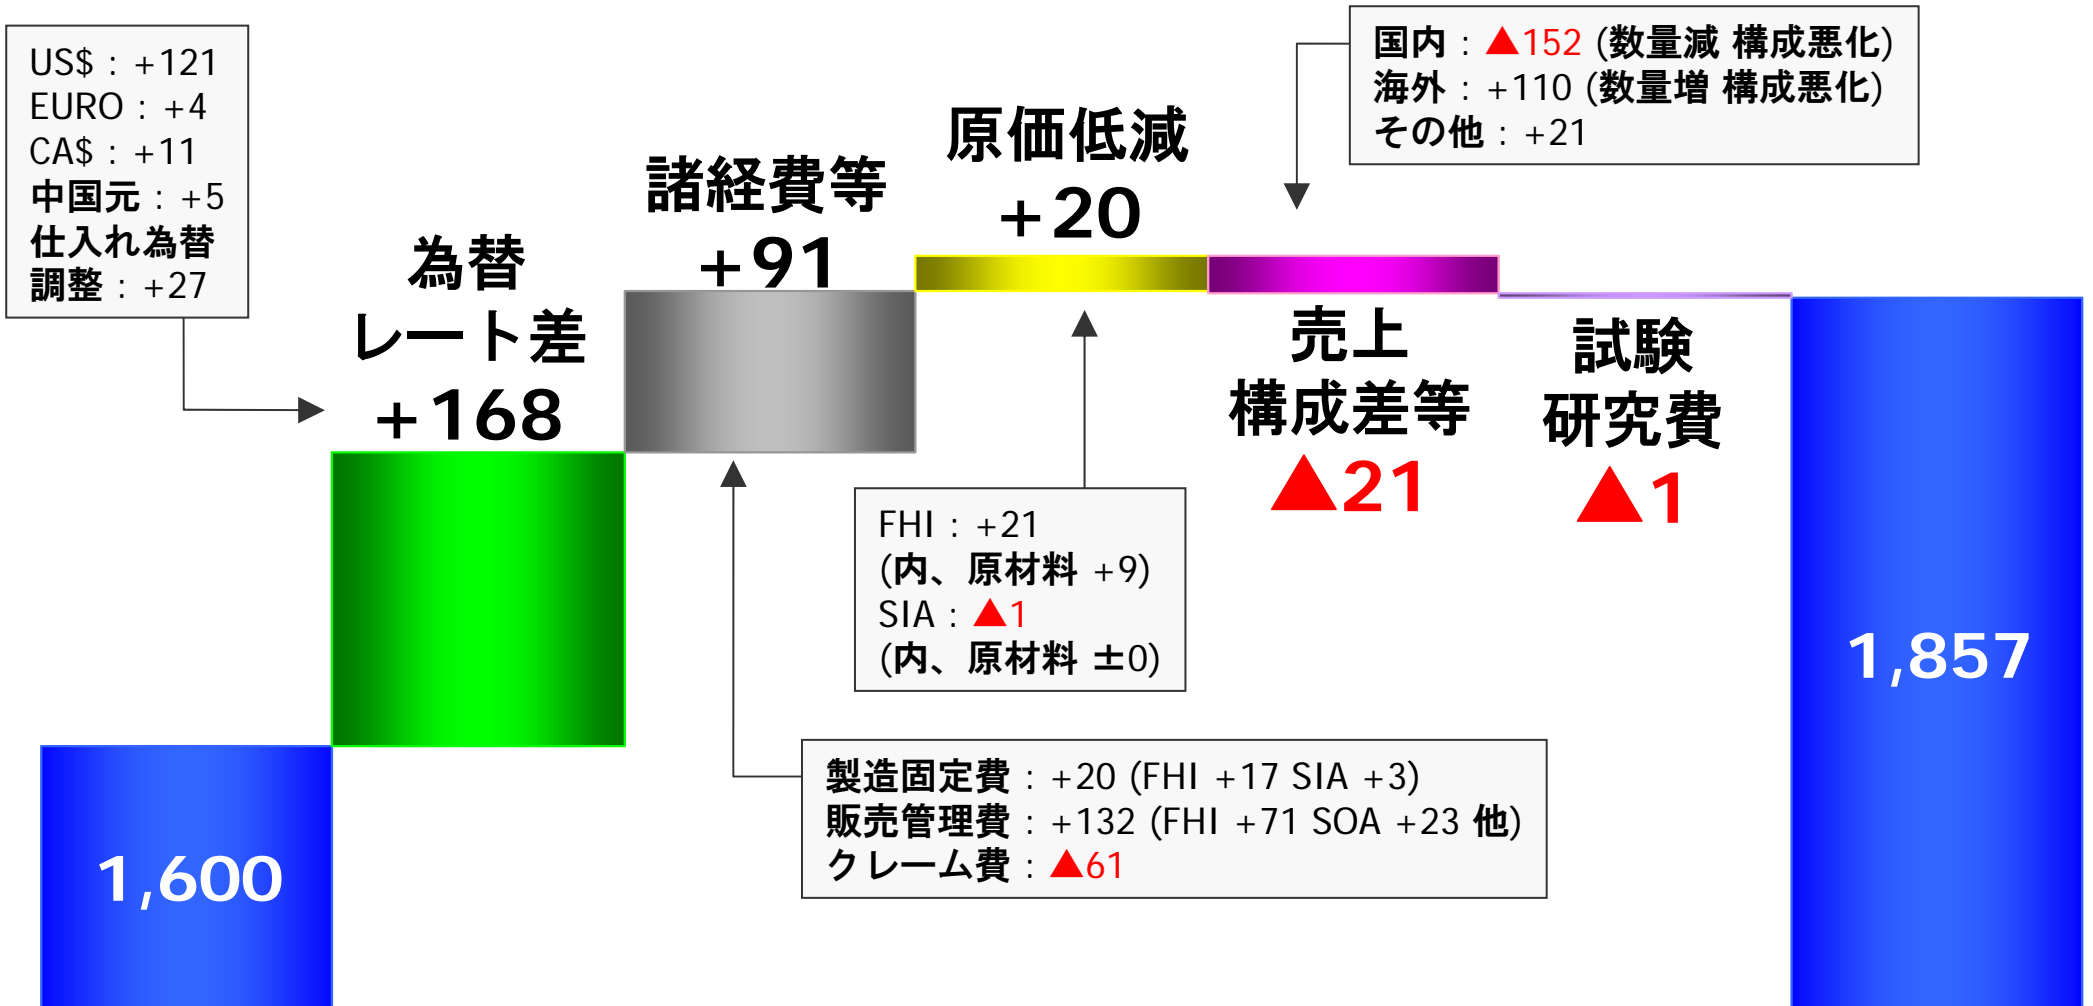 US$ : +121
EURO : +4
CA$ : +11
中国元 : +5
仕入れ為替
調整 : +27
為替
レート差
+168
諸経費等
+91
原価低減
+20
国内 : ▲152 (数量減 構成悪化)
海外 : +110 (数量増 構成悪化)
その他 : +21
売上
構成差等
▲21
試験
研究費
▲1
FHI : +21
(内、原材料 +9)
SIA : ▲1
(内、原材料 ±0)
製造固定費 : +20 (FHI +17 SIA +3)
販売管理費 : +132 (FHI +71 SOA +23 他)
クレーム費 : ▲61
1,600
1,857